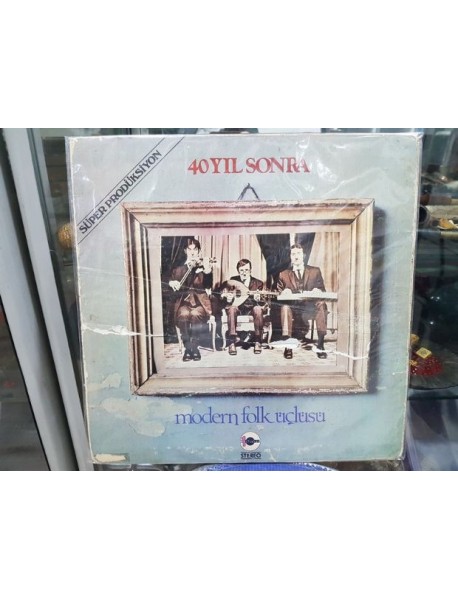 SÜPER PRODÜKSİYON
40 YIL SONRA
modern folk üçlüsü
STEREO